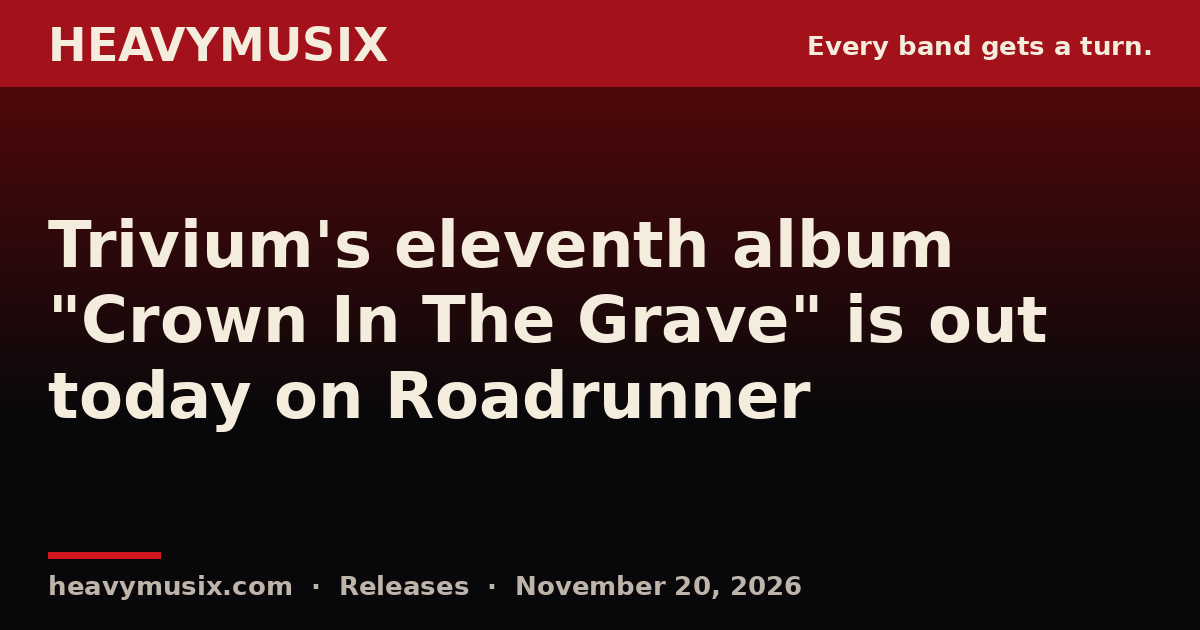 HEAVYMUSIX
Every band gets a turn.
Trivium's eleventh album
"Crown In The Grave" is out
today on Roadrunner
heavymusix.com · Releases · November 20, 2026